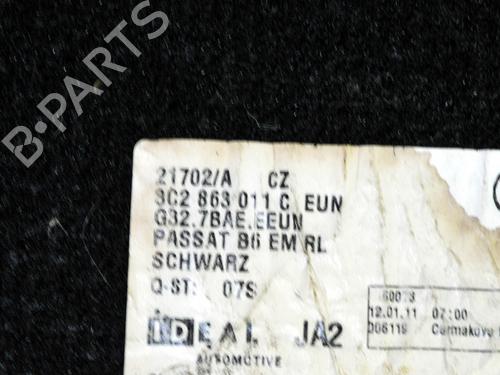 B-PARTS
21702/A CZ
3C2 863 011 C EUN
G32.7BAE.EEUN
PASSAT B6 EM RL
SCHWARZ
Q-ST: 07S
IDEAL JA2
AUTOMOTIVE
12.01.11 07:00
006119